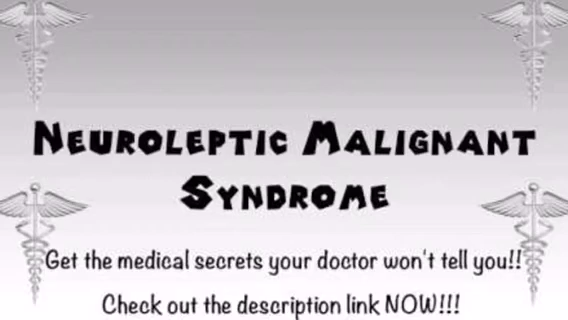 Neuroleptic Malignant
Syndrome
Get the medical secrets your doctor won't tell you!!
Check out the description link NOW!!!